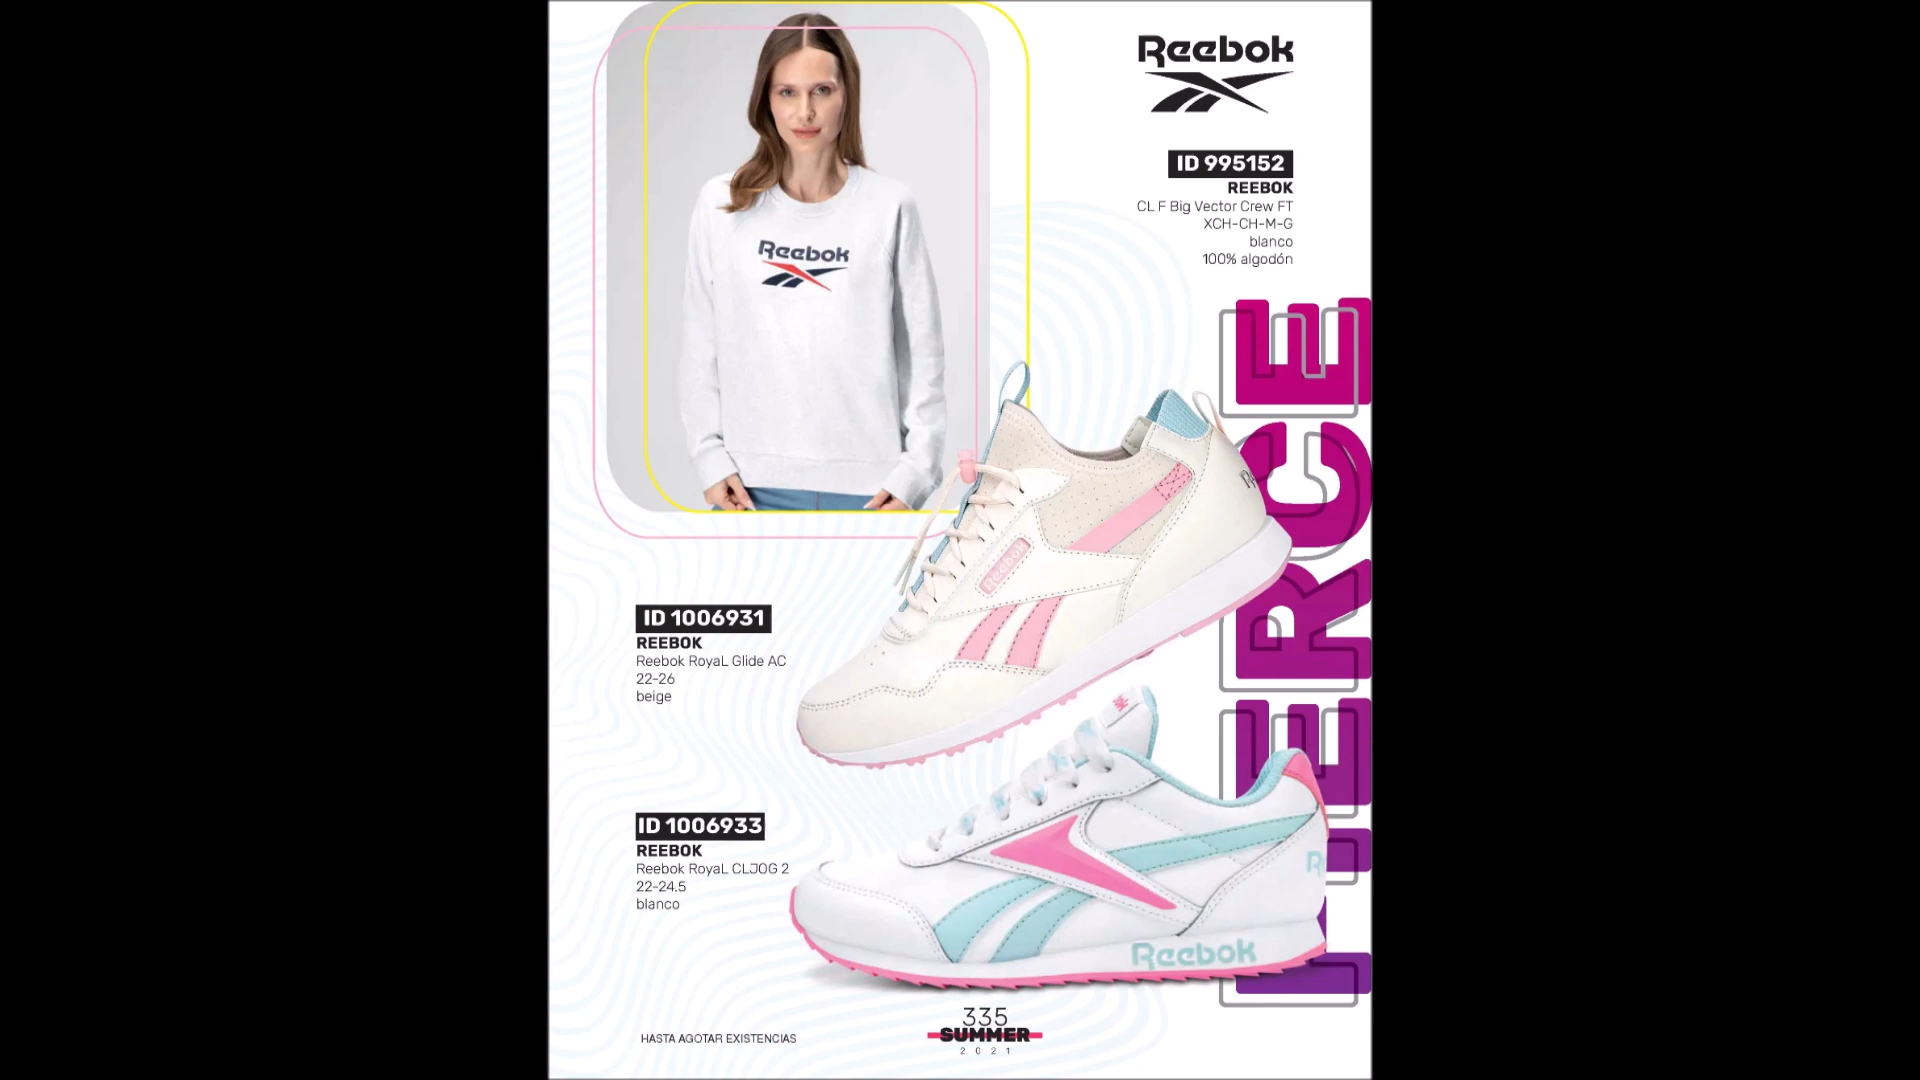 Reebok
ID 995152
REEBOK
CL F Big Vector Crew FT
XCH-CH-M-G
blanco
100% algodón
Reebok
FIERCE
Reebok
ID 1006931
REEBOK
Reebok RoyaL Glide AC
22-26
beige
ID 1006933
REEBOK
Reebok RoyaL CLJOG 2
22-24.5
blanco
Reebok
335
SUMMER
2021
HASTA AGOTAR EXISTENCIAS